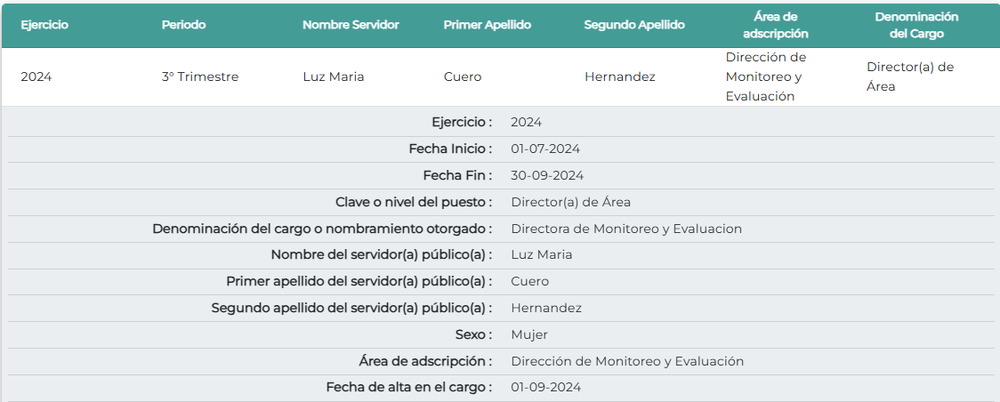 Ejercicio Periodo Nombre Servidor Primer Apellido Segundo Apellido Área de adscripción Denominación del Cargo
2024 3° Trimestre Luz Maria Cuero Hernandez Dirección de Monitoreo y Evaluación Director(a) de Área
Ejercicio : 2024
Fecha Inicio : 01-07-2024
Fecha Fin : 30-09-2024
Clave o nivel del puesto : Director(a) de Área
Denominación del cargo o nombramiento otorgado : Directora de Monitoreo y Evaluacion
Nombre del servidor(a) público(a) : Luz Maria
Primer apellido del servidor(a) público(a) : Cuero
Segundo apellido del servidor(a) público(a) : Hernandez
Sexo : Mujer
Área de adscripción : Dirección de Monitoreo y Evaluación
Fecha de alta en el cargo : 01-09-2024